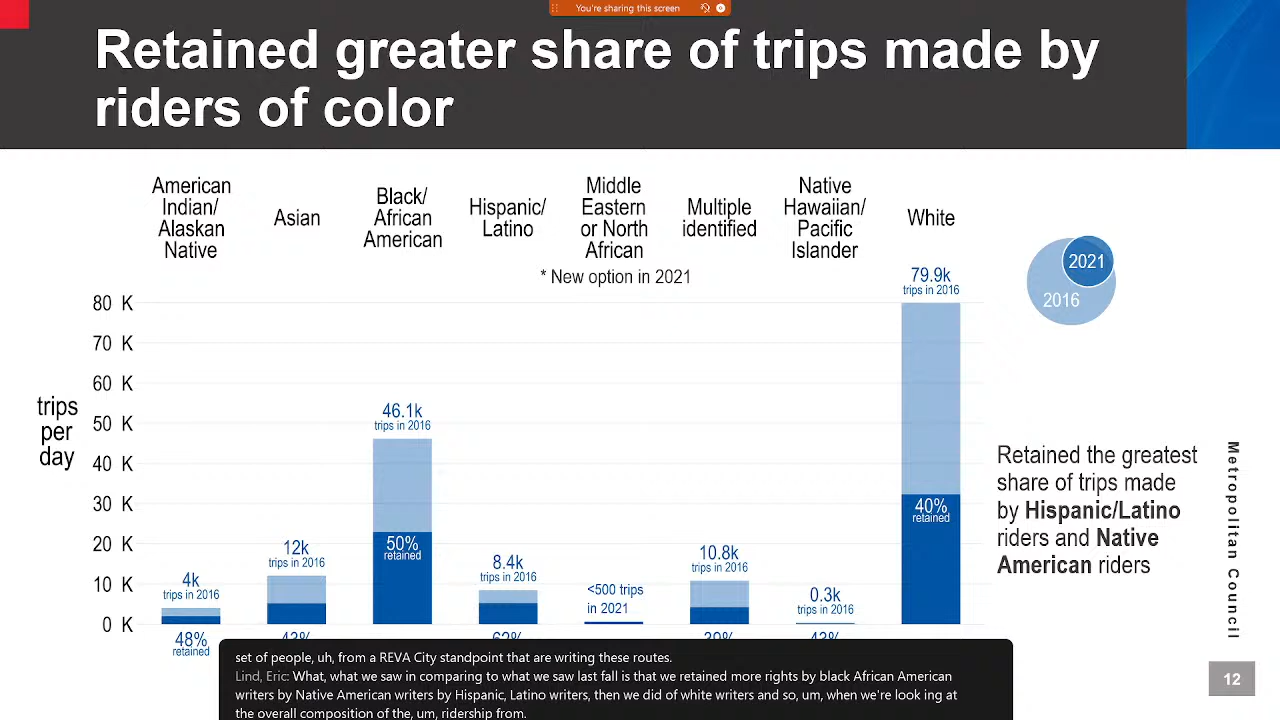 You're sharing this screen
Retained greater share of trips made by
riders of color
American
Indian/
Alaskan
Native
Asian
Black/
African
American
Hispanic/
Latino
Middle
Eastern
or North
African
Multiple
identified
Native
Hawaiian/
Pacific
Islander
White
* New option in 2021
2021
2016
trips
per
day
80 K
70 K
60 K
50 K
40 K
30 K
20 K
10 K
0 K
4k
trips in 2016
48%
retained
12k
trips in 2016
43%
46.1k
trips in 2016
50%
retained
8.4k
trips in 2016
62%
<500 trips
in 2021
10.8k
trips in 2016
39%
0.3k
trips in 2016
43%
79.9k
trips in 2016
40%
retained
Retained the greatest
share of trips made
by Hispanic/Latino
riders and Native
American riders
Metropolitan Council
12
set of people, uh, from a REVA City standpoint that are writing these routes.
Lind, Eric: What, what we saw in comparing to what we saw last fall is that we retained more rights by black African American
writers by Native American writers by Hispanic, Latino writers, then we did of white writers and so, um, when we're look ing at
the overall composition of the, um, ridership from.